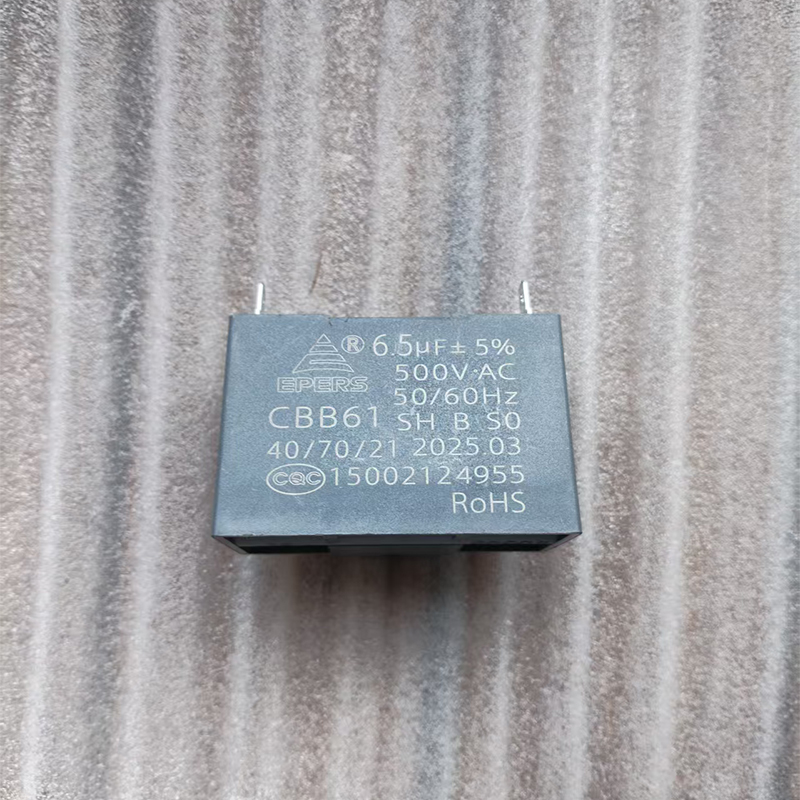 ® 6.5μF ± 5%
EPERS 500V·AC
50/60Hz
CBB61 SH B S0
40/70/21 2025.03
CQC 15002124955
RoHS